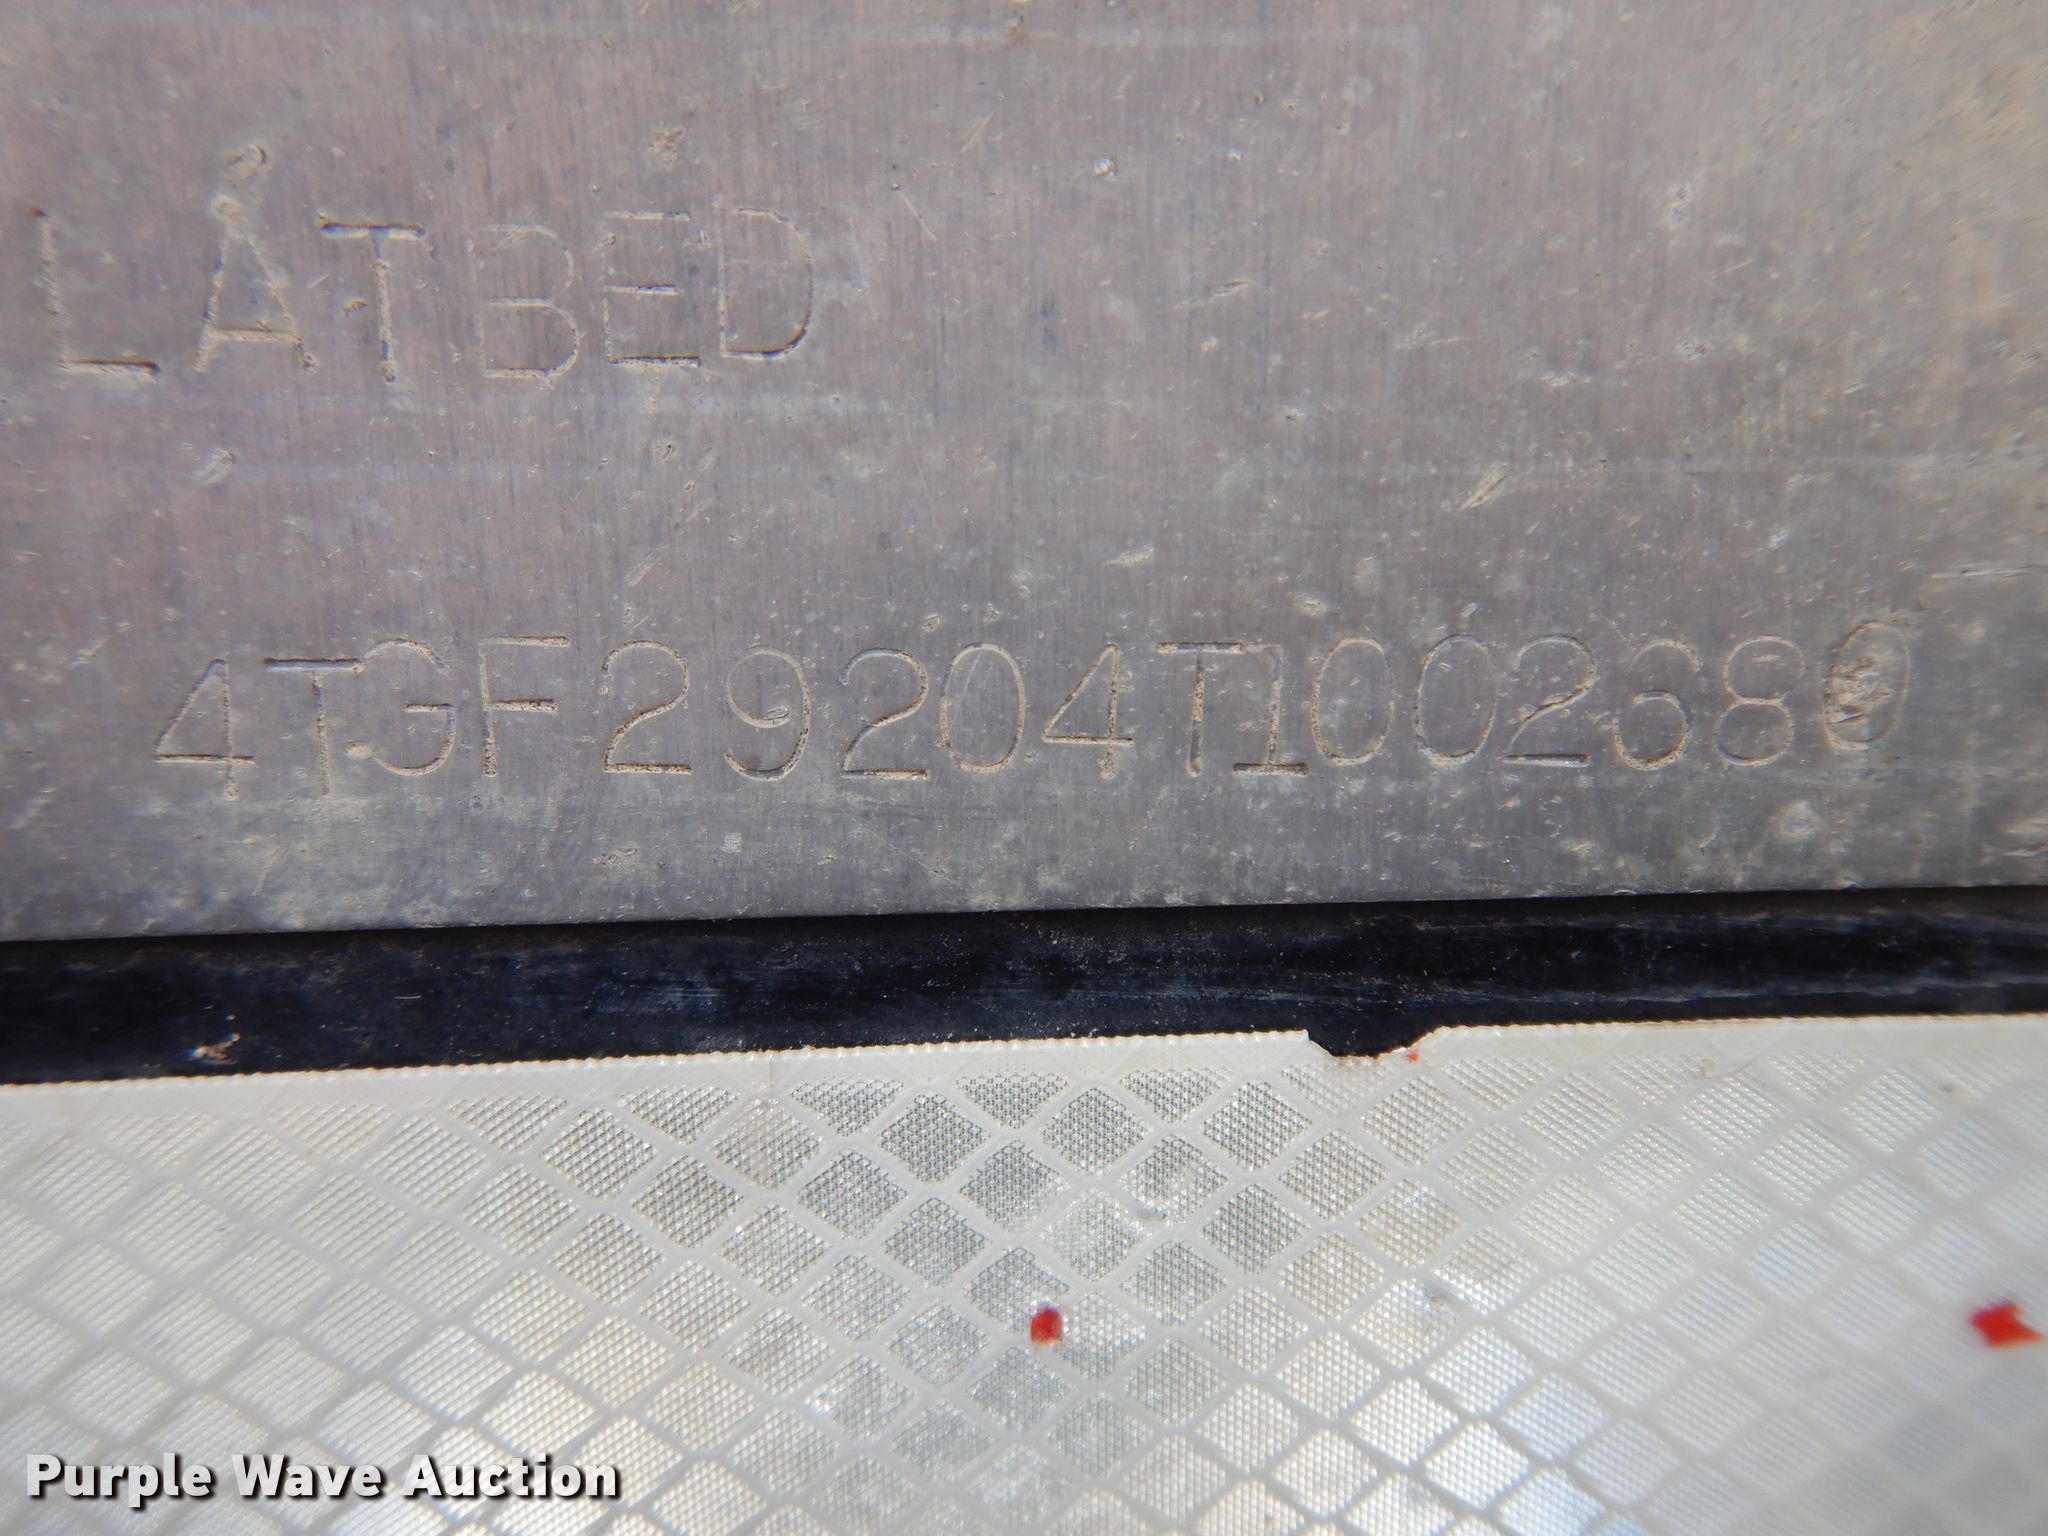 LATBED
4TGF29204T1002680
Purple Wave Auction